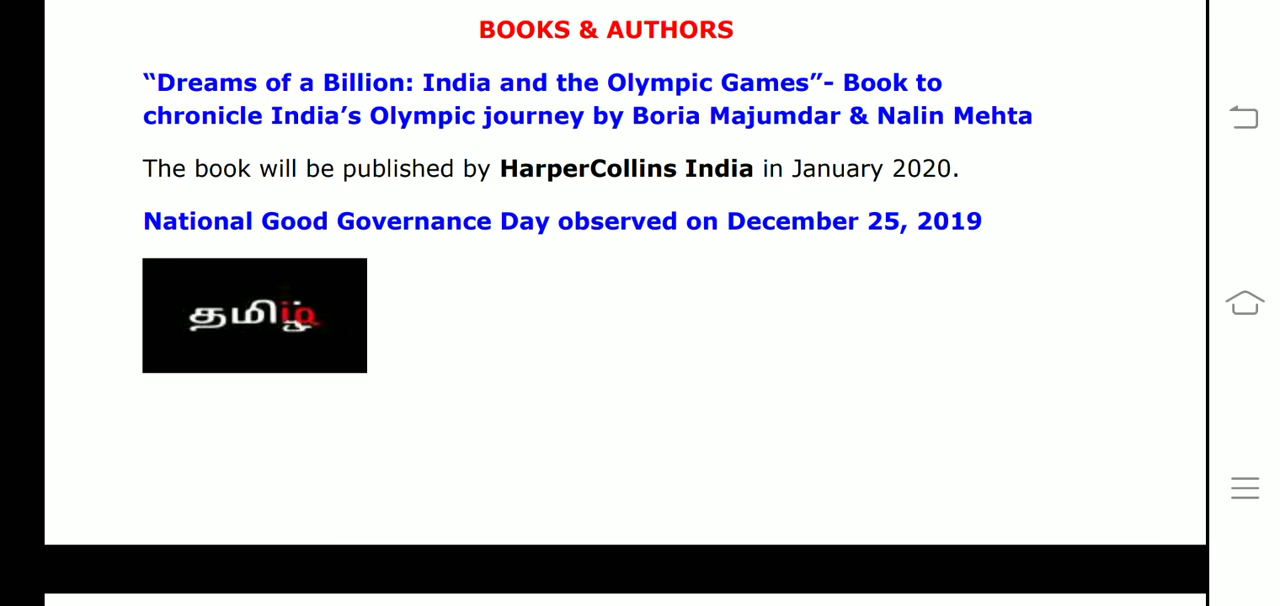 BOOKS & AUTHORS
“Dreams of a Billion: India and the Olympic Games”- Book to
chronicle India’s Olympic journey by Boria Majumdar & Nalin Mehta
The book will be published by HarperCollins India in January 2020.
National Good Governance Day observed on December 25, 2019
தமிழ்